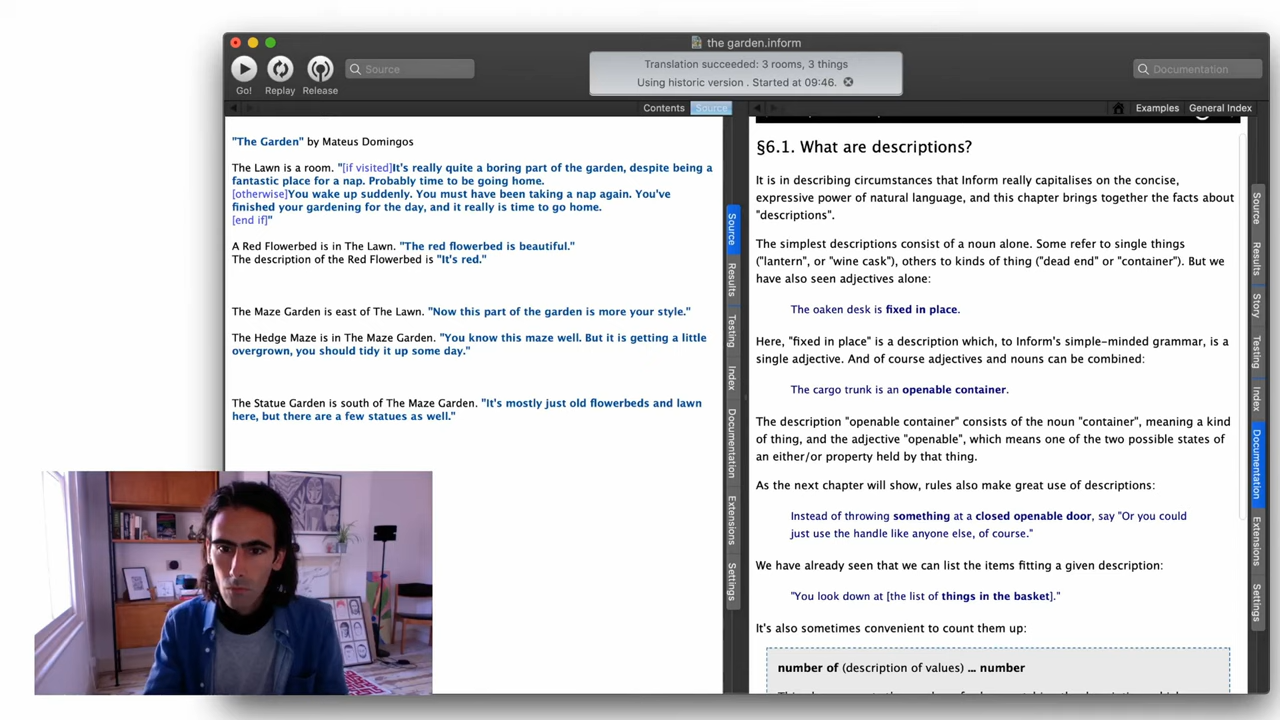 the garden.inform
Go!
Replay
Release
Source
Translation succeeded: 3 rooms, 3 things
Using historic version . Started at 09:46.
Documentation
Contents
Source
Examples
General Index
"The Garden" by Mateus Domingos
The Lawn is a room. "[if visited]It's really quite a boring part of the garden, despite being a
fantastic place for a nap. Probably time to be going home.
[otherwise]You wake up suddenly. You must have been taking a nap again. You've
finished your gardening for the day, and it really is time to go home.
[end if]"
A Red Flowerbed is in The Lawn. "The red flowerbed is beautiful."
The description of the Red Flowerbed is "It's red."
The Maze Garden is east of The Lawn. "Now this part of the garden is more your style."
The Hedge Maze is in The Maze Garden. "You know this maze well. But it is getting a little
overgrown, you should tidy it up some day."
The Statue Garden is south of The Maze Garden. "It's mostly just old flowerbeds and lawn
here, but there are a few statues as well."
Source
Results
Testing
Index
Documentation
Extensions
Settings
§6.1. What are descriptions?
It is in describing circumstances that Inform really capitalises on the concise,
expressive power of natural language, and this chapter brings together the facts about
"descriptions".
The simplest descriptions consist of a noun alone. Some refer to single things
("lantern", or "wine cask"), others to kinds of thing ("dead end" or "container"). But we
have also seen adjectives alone:
The oaken desk is fixed in place.
Here, "fixed in place" is a description which, to Inform's simple-minded grammar, is a
single adjective. And of course adjectives and nouns can be combined:
The cargo trunk is an openable container.
The description "openable container" consists of the noun "container", meaning a kind
of thing, and the adjective "openable", which means one of the two possible states of
an either/or property held by that thing.
As the next chapter will show, rules also make great use of descriptions:
Instead of throwing something at a closed openable door, say "Or you could
just use the handle like anyone else, of course."
We have already seen that we can list the items fitting a given description:
"You look down at [the list of things in the basket]."
It's also sometimes convenient to count them up:
number of (description of values) ... number
Source
Results
Story
Testing
Index
Documentation
Extensions
Settings